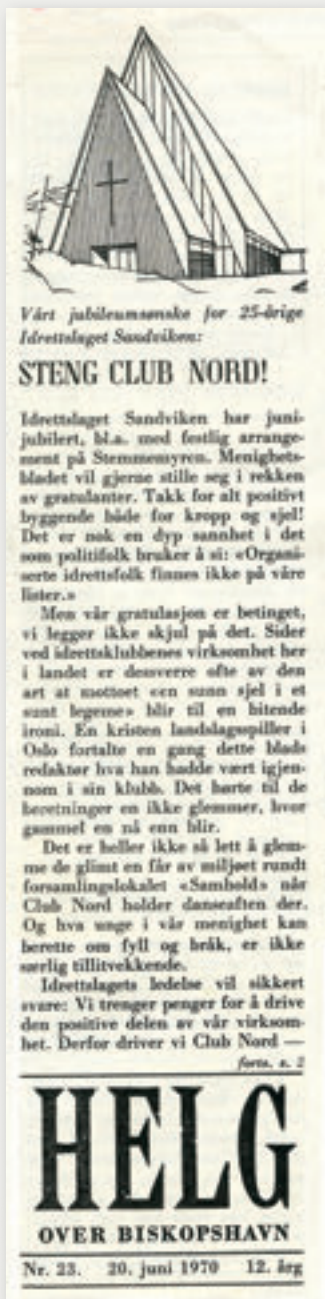 Vårt jubileumsønske for 25-årige
Idrettslaget Sandviken:
STENG CLUB NORD!
Idrettslaget Sandviken har juni-
jubilert, bl.a. med festlig arrange-
ment på Stemmemyren. Menighets-
bladet vil gjerne stille seg i rekken
av gratulanter. Takk for alt positivt
byggende både for kropp og sjel!
Det er nok en dyp sannhet i det
som politifolk bruker å si: «Organi-
serte idrettsfolk finnes ikke på våre
lister.»
Men vår gratulasjon er betinget,
vi legger ikke skjul på det. Sider
ved idrettsklubbenes virksomhet her
i landet er dessverre ofte av den
art at mottoet «en sunn sjel i et
sunt legeme» blir til en bitende
ironi. En kristen landslagsspiller i
Oslo fortalte en gang dette blads
redaktør hva han hadde vært igjen-
nom i sin klubb. Det hørte til de
beretninger en ikke glemmer, hvor
gammel en nå enn blir.
Det er heller ikke så lett å glem-
me de glimt en får av miljøet rundt
forsamlingslokalet «Samhold» når
Club Nord holder danseaften der.
Og hva unge i vår menighet kan
berette om fyll og bråk, er ikke
særlig tillitvekkende.
Idrettslagets ledelse vil sikkert
svare: Vi trenger penger for å drive
den positive delen av vår virksom-
het. Derfor driver vi Club Nord —
forts. s. 2
HELG
OVER BISKOPSHAVN
Nr. 23. 20. juni 1970 12. årg